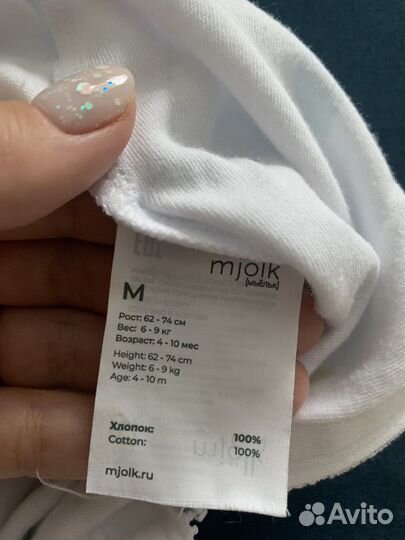 mjolk
[мьёльк]
M
Рост: 62 - 74 см
Вес: 6 - 9 кг
Возраст: 4 - 10 мес
Height: 62 - 74 cm
Weight: 6 - 9 kg
Age: 4 - 10 m
Хлопок: 100%
Cotton: 100%
mjolk.ru
Avito